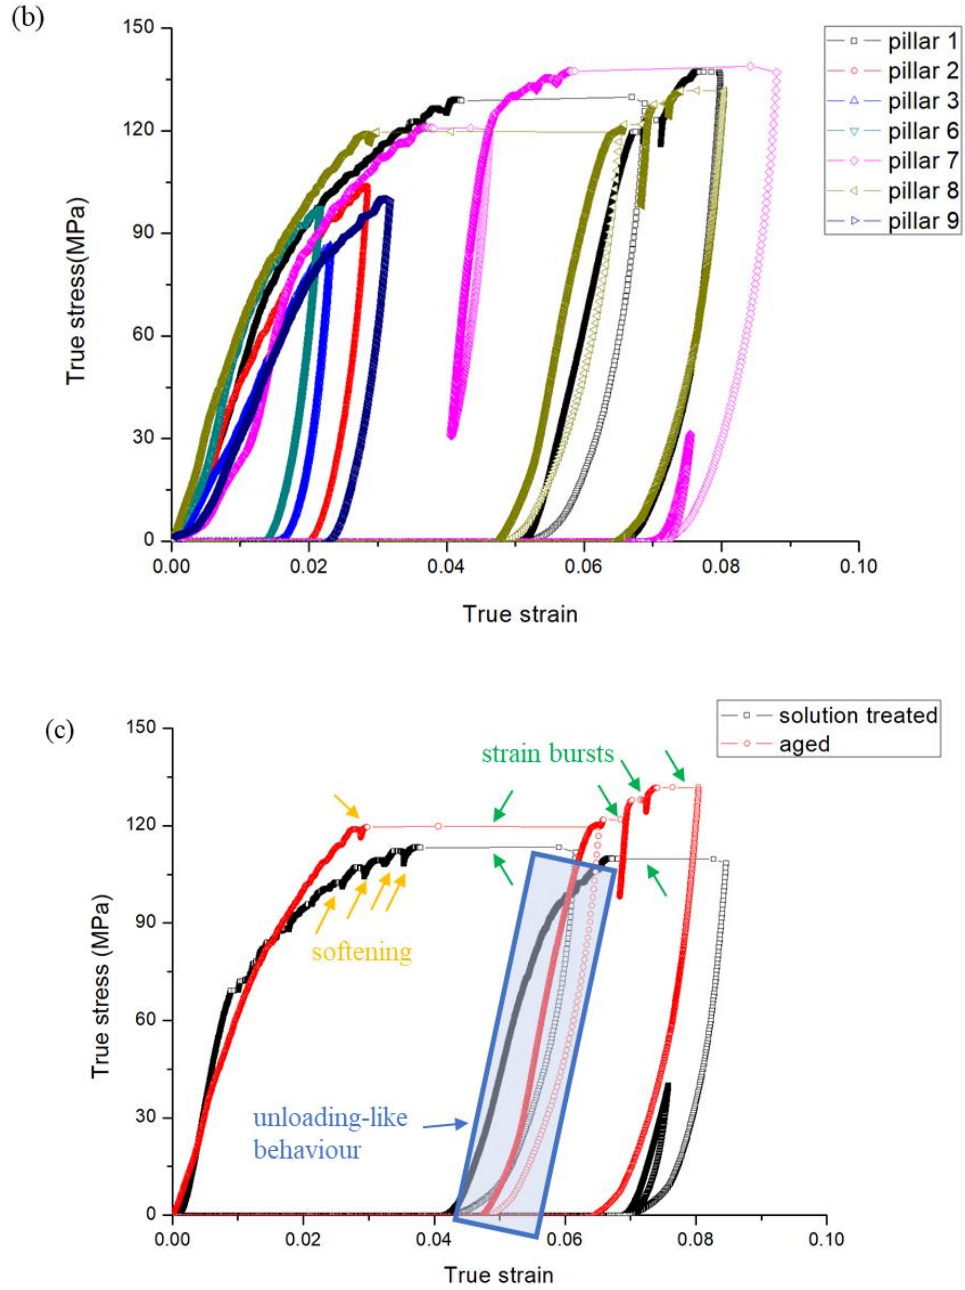 (b)
150
120
90
60
30
0
True stress(MPa)
0.00
0.02
0.04
0.06
0.08
0.10
True strain
pillar 1
pillar 2
pillar 3
pillar 6
pillar 7
pillar 8
pillar 9
(c)
150
120
90
60
30
0
True stress (MPa)
0.00
0.02
0.04
0.06
0.08
0.10
True strain
solution treated
aged
strain bursts
softening
unloading-like
behaviour